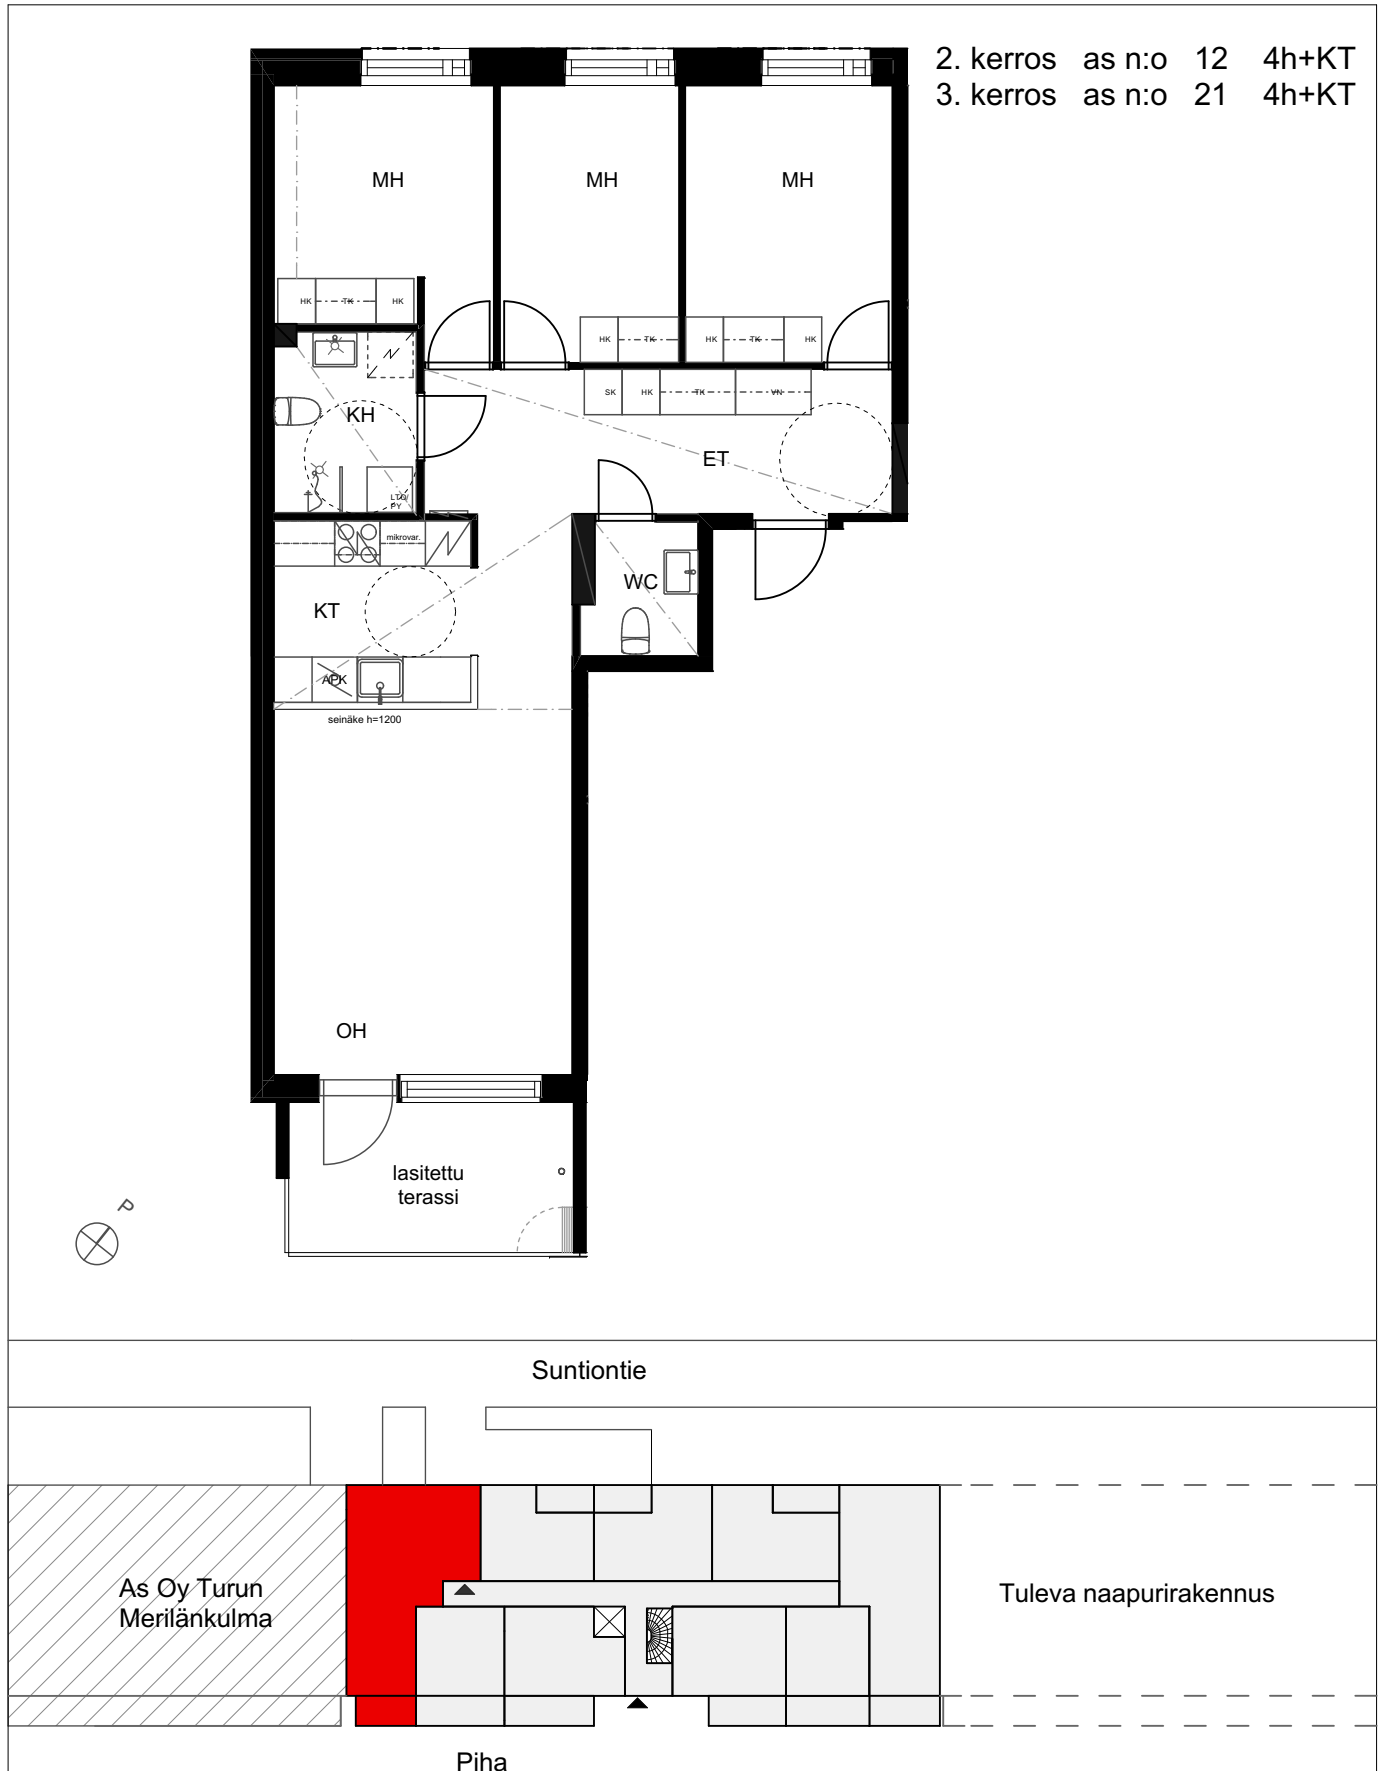 2. kerros as n:o 12 4h+KT
3. kerros as n:o 21 4h+KT
MH MH MH
HK TK HK
HK TK HK TK HK
SK HK TK VN
KH
ET
LTO/
PY
mikrovar.
WC
KT
APK
seinäke h=1200
OH
lasitettu
terassi
P
Suntiontie
As Oy Turun
Merilänkulma
Tuleva naapurirakennus
Piha